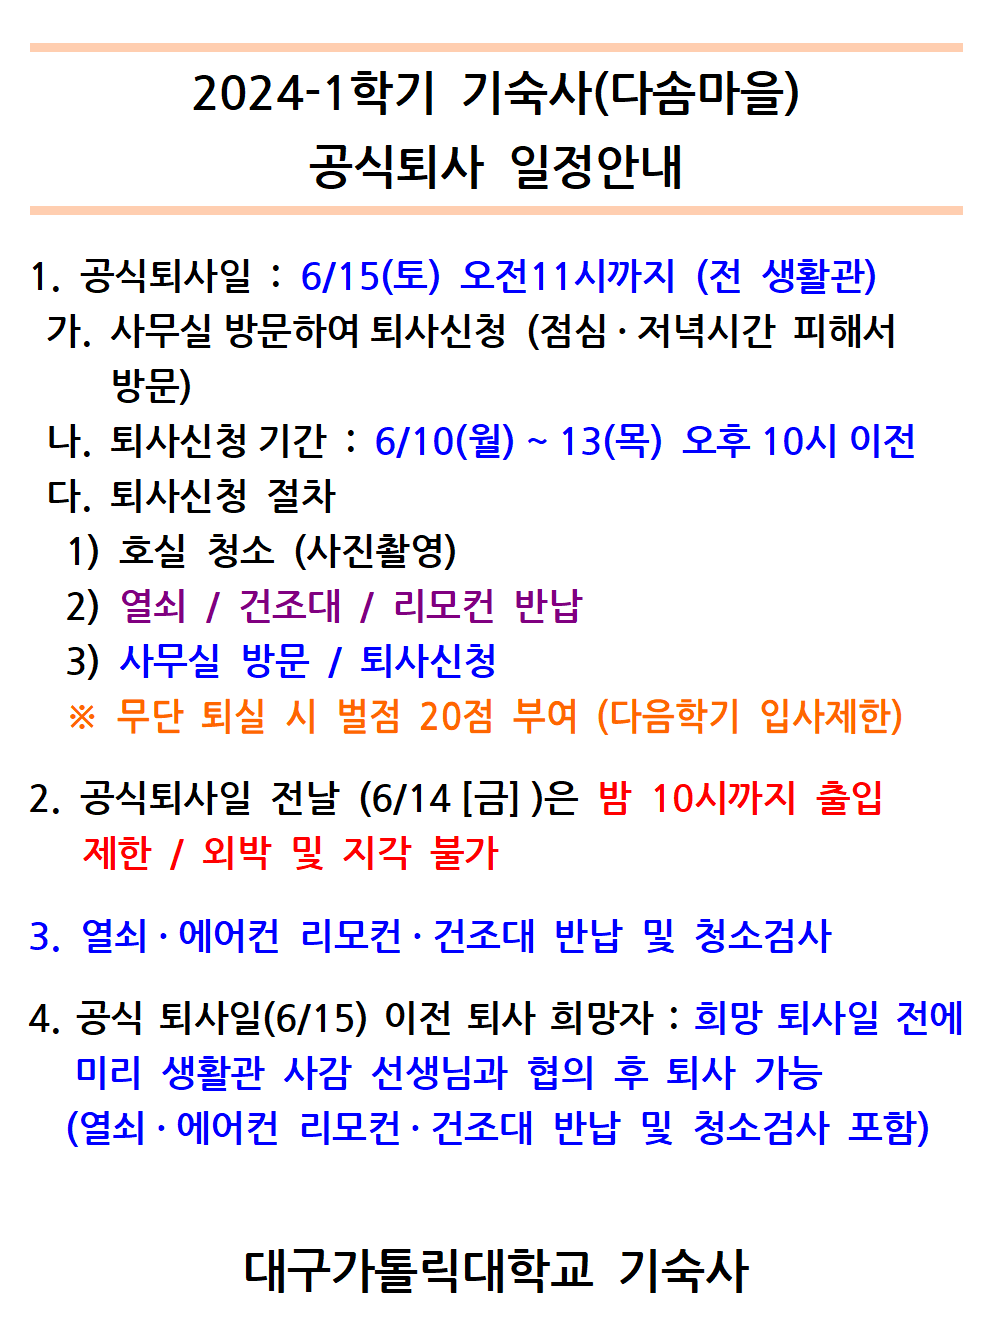 2024-1학기 기숙사(다솜마을)
공식퇴사 일정안내
1. 공식퇴사일 : 6/15(토) 오전11시까지 (전 생활관)
가. 사무실 방문하여 퇴사신청 (점심 · 저녁시간 피해서
방문)
나. 퇴사신청 기간 : 6/10(월) ~ 13(목) 오후 10시 이전
다. 퇴사신청 절차
1) 호실 청소 (사진촬영)
2) 열쇠 / 건조대 / 리모컨 반납
3) 사무실 방문 / 퇴사신청
※ 무단 퇴실 시 벌점 20점 부여 (다음학기 입사제한)
2. 공식퇴사일 전날 (6/14 [금] )은 밤 10시까지 출입
제한 / 외박 및 지각 불가
3. 열쇠 · 에어컨 리모컨 · 건조대 반납 및 청소검사
4. 공식 퇴사일(6/15) 이전 퇴사 희망자 : 희망 퇴사일 전에
미리 생활관 사감 선생님과 협의 후 퇴사 가능
(열쇠 · 에어컨 리모컨 · 건조대 반납 및 청소검사 포함)
대구가톨릭대학교 기숙사